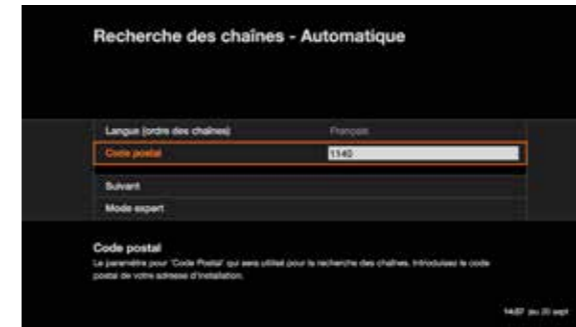 Recherche des chaînes - Automatique
Langue (ordre des chaînes) Français
Code postal 1140
Suivant
Mode expert
Code postal
Le paramètre pour 'Code Postal' qui sera utilisé pour la recherche des chaînes. Introduisez le code
postal de votre adresse d'installation.
jeu 20 sept